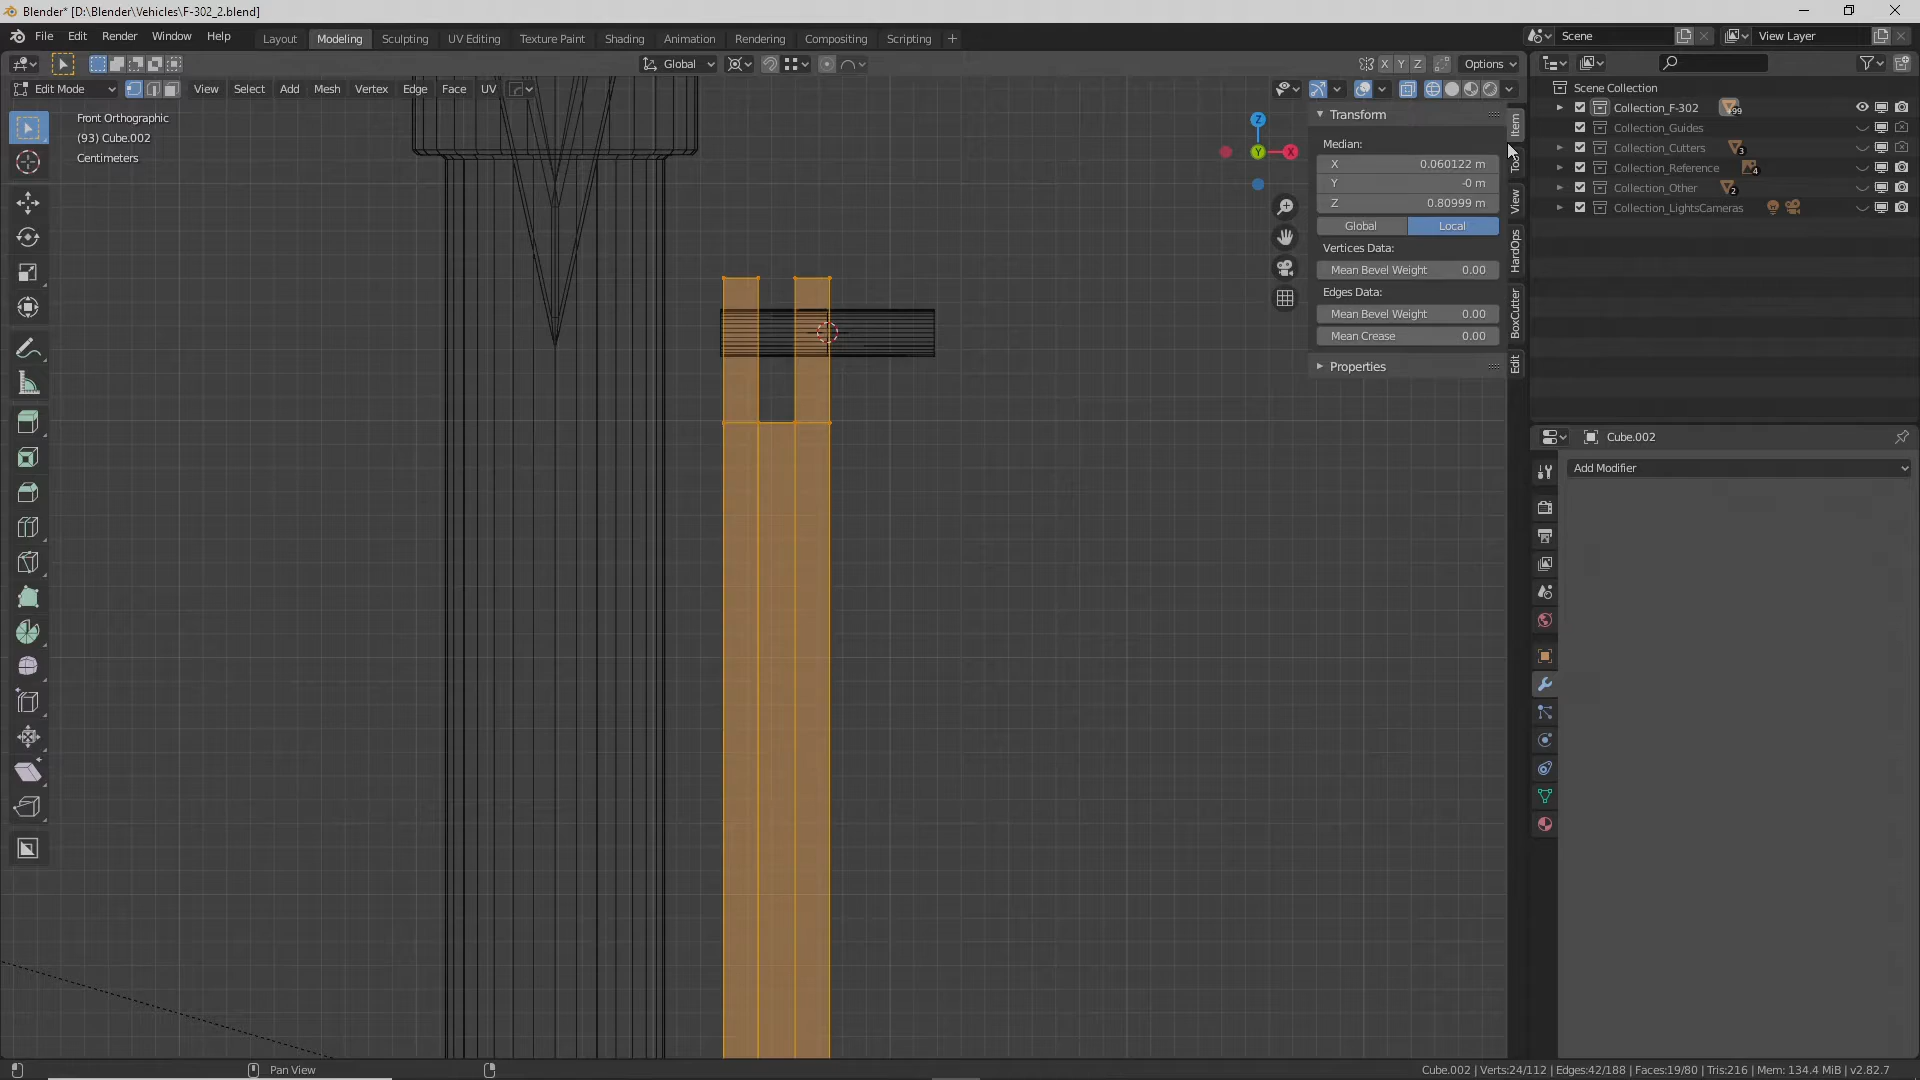 Blender* [D:\Blender\Vehicles\F-302_2.blend]
File Edit Render Window Help Layout Modeling Sculpting UV Editing Texture Paint Shading Animation Rendering Compositing Scripting + Scene View Layer
Global X Y Z Options
Edit Mode View Select Add Mesh Vertex Edge Face UV
Scene Collection
Collection_F-302 99
Collection_Guides
Collection_Cutters 3
Collection_Reference 4
Collection_Other 2
Collection_LightsCameras
Front Orthographic
(93) Cube.002
Centimeters
Z
Y
X
Transform
Median:
X 0.060122 m
Y -0 m
Z 0.80999 m
Global Local
Vertices Data:
Mean Bevel Weight 0.00
Edges Data:
Mean Bevel Weight 0.00
Mean Crease 0.00
Properties
Item
View
HardOps
BoxCutter
Edit
Cube.002
Add Modifier
Pan View
Cube.002 | Verts:24/112 | Edges:42/188 | Faces:19/80 | Tris:216 | Mem: 134.4 MiB | v2.82.7